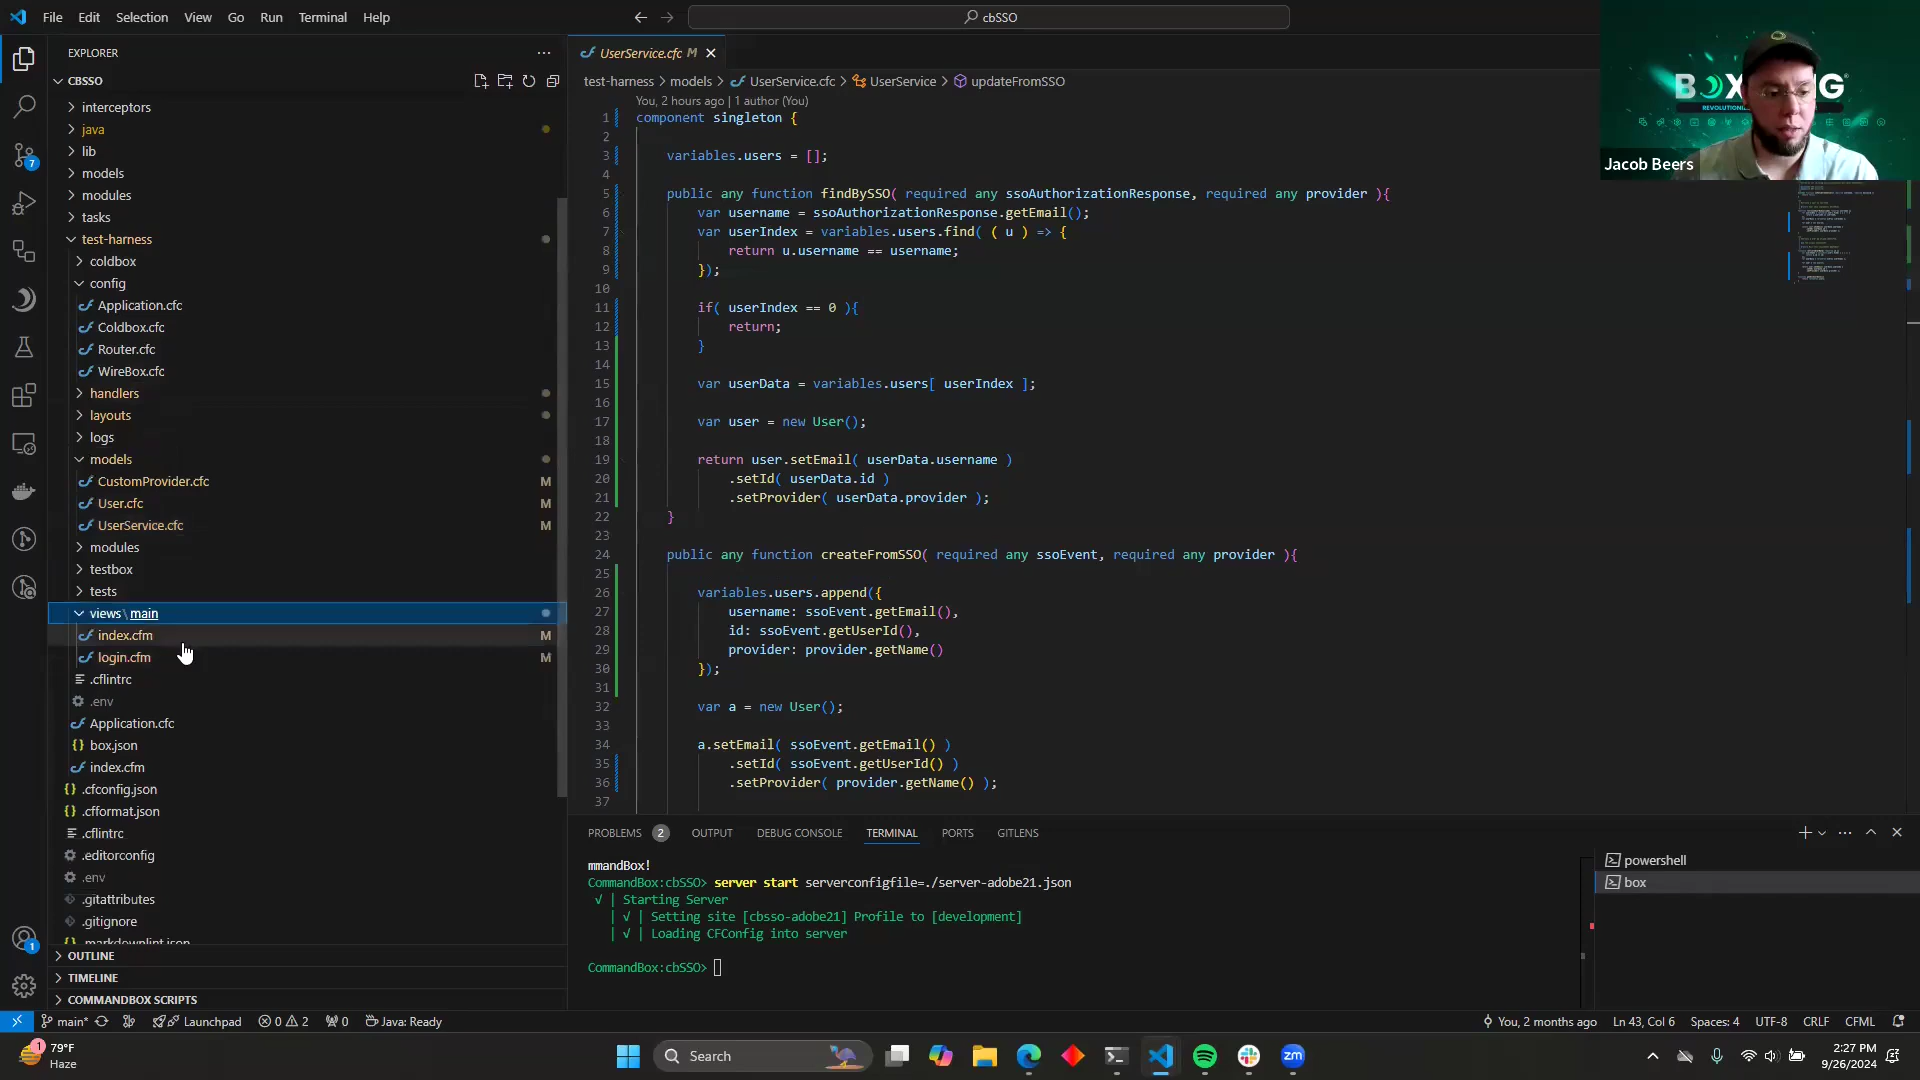 File Edit Selection View Go Run Terminal Help
cbSSO
EXPLORER
CBSSO
interceptors
java
lib
models
modules
tasks
test-harness
coldbox
config
Application.cfc
Coldbox.cfc
Router.cfc
WireBox.cfc
handlers
layouts
logs
models
CustomProvider.cfc M
User.cfc M
UserService.cfc M
modules
testbox
tests
views \ main
index.cfm M
login.cfm M
.cflintrc
.env
Application.cfc
box.json
index.cfm
.cfconfig.json
.cfformat.json
.cflintrc
.editorconfig
.env
.gitattributes
.gitignore
.markdownlint.json
OUTLINE
TIMELINE
COMMANDBOX SCRIPTS
7
1
UserService.cfc M
test-harness > models > UserService.cfc > UserService > updateFromSSO
You, 2 hours ago | 1 author (You)
1 component singleton {
2
3 variables.users = [];
4
5 public any function findBySSO( required any ssoAuthorizationResponse, required any provider ){
6 var username = ssoAuthorizationResponse.getEmail();
7 var userIndex = variables.users.find( ( u ) => {
8 return u.username == username;
9 });
10
11 if( userIndex == 0 ){
12 return;
13 }
14
15 var userData = variables.users[ userIndex ];
16
17 var user = new User();
18
19 return user.setEmail( userData.username )
20 .setId( userData.id )
21 .setProvider( userData.provider );
22 }
23
24 public any function createFromSSO( required any ssoEvent, required any provider ){
25
26 variables.users.append({
27 username: ssoEvent.getEmail(),
28 id: ssoEvent.getUserId(),
29 provider: provider.getName()
30 });
31
32 var a = new User();
33
34 a.setEmail( ssoEvent.getEmail() )
35 .setId( ssoEvent.getUserId() )
36 .setProvider( provider.getName() );
37
Jacob Beers
PROBLEMS 2 OUTPUT DEBUG CONSOLE TERMINAL PORTS GITLENS
mmandBox!
CommandBox:cbSSO> server start serverconfigfile=./server-adobe21.json
√ | Starting Server
| √ | Setting site [cbsso-adobe21] Profile to [development]
| √ | Loading CFConfig into server
CommandBox:cbSSO>
powershell
box
main* Launchpad 0 2 0 Java: Ready
You, 2 months ago Ln 43, Col 6 Spaces: 4 UTF-8 CRLF CFML
1
79°F
Haze
Search
zm
2:27 PM
9/26/2024